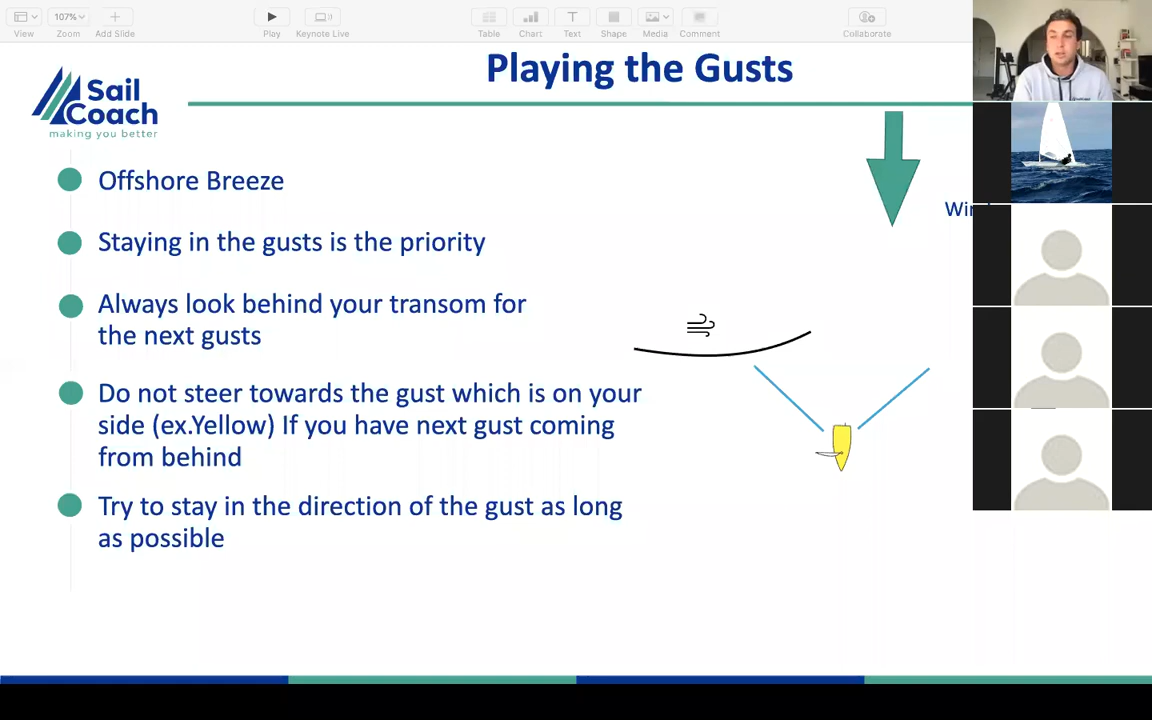 107%
View
Zoom
Add Slide
Play
Keynote Live
Table
Chart
Text
Shape
Media
Comment
Collaborate
Playing the Gusts
Sail
Coach
making you better
Offshore Breeze
Win
Staying in the gusts is the priority
Always look behind your transom for
the next gusts
Do not steer towards the gust which is on your
side (ex.Yellow) If you have next gust coming
from behind
Try to stay in the direction of the gust as long
as possible